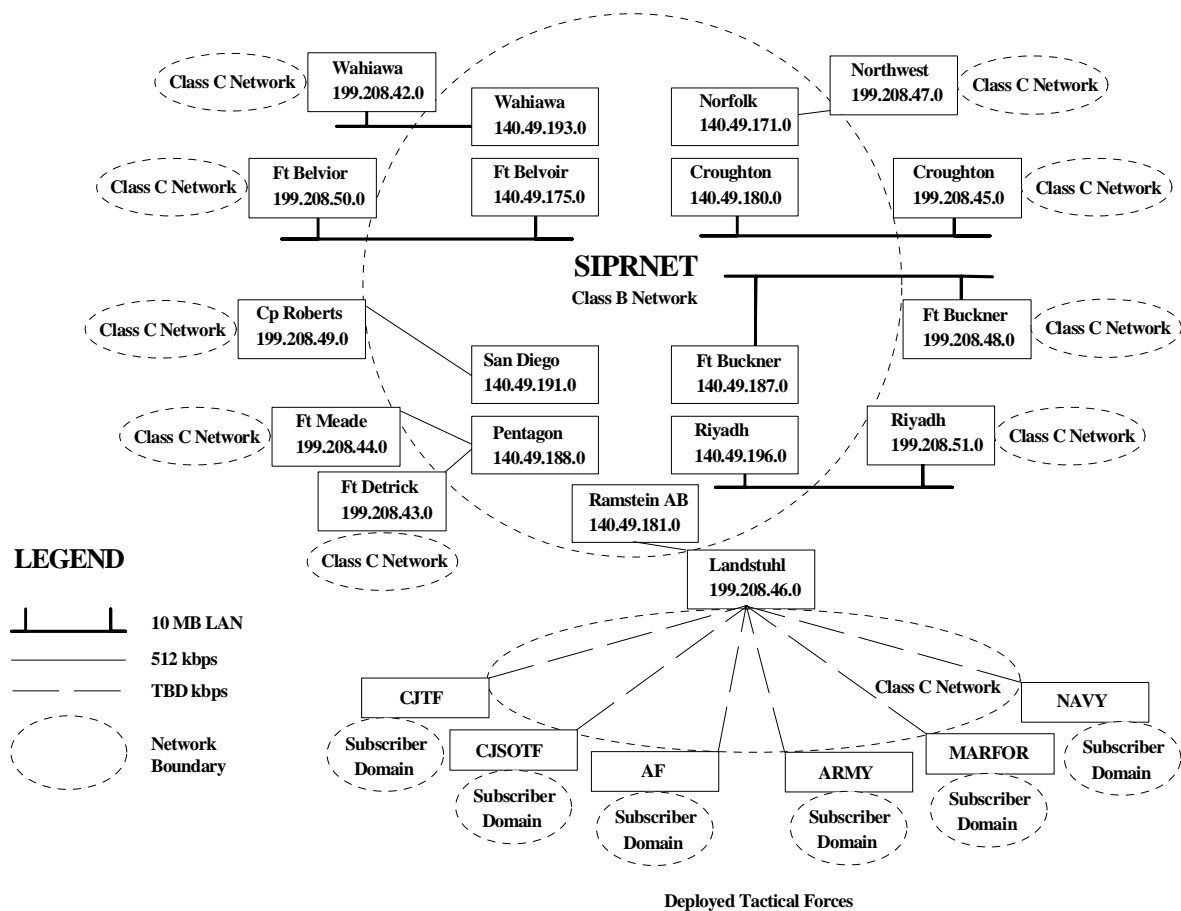 Class C Network
Wahiawa
199.208.42.0
Wahiawa
140.49.193.0
Norfolk
140.49.171.0
Northwest
199.208.47.0
Class C Network
Class C Network
Ft Belvior
199.208.50.0
Ft Belvoir
140.49.175.0
Croughton
140.49.180.0
Croughton
199.208.45.0
Class C Network
SIPRNET
Class B Network
Class C Network
Cp Roberts
199.208.49.0
San Diego
140.49.191.0
Ft Buckner
140.49.187.0
Ft Buckner
199.208.48.0
Class C Network
Class C Network
Ft Meade
199.208.44.0
Pentagon
140.49.188.0
Riyadh
140.49.196.0
Riyadh
199.208.51.0
Class C Network
Ft Detrick
199.208.43.0
Class C Network
Ramstein AB
140.49.181.0
Landstuhl
199.208.46.0
LEGEND
10 MB LAN
512 kbps
TBD kbps
Network
Boundary
Class C Network
CJTF
Subscriber
Domain
CJSOTF
Subscriber
Domain
AF
Subscriber
Domain
ARMY
Subscriber
Domain
MARFOR
Subscriber
Domain
NAVY
Subscriber
Domain
Deployed Tactical Forces